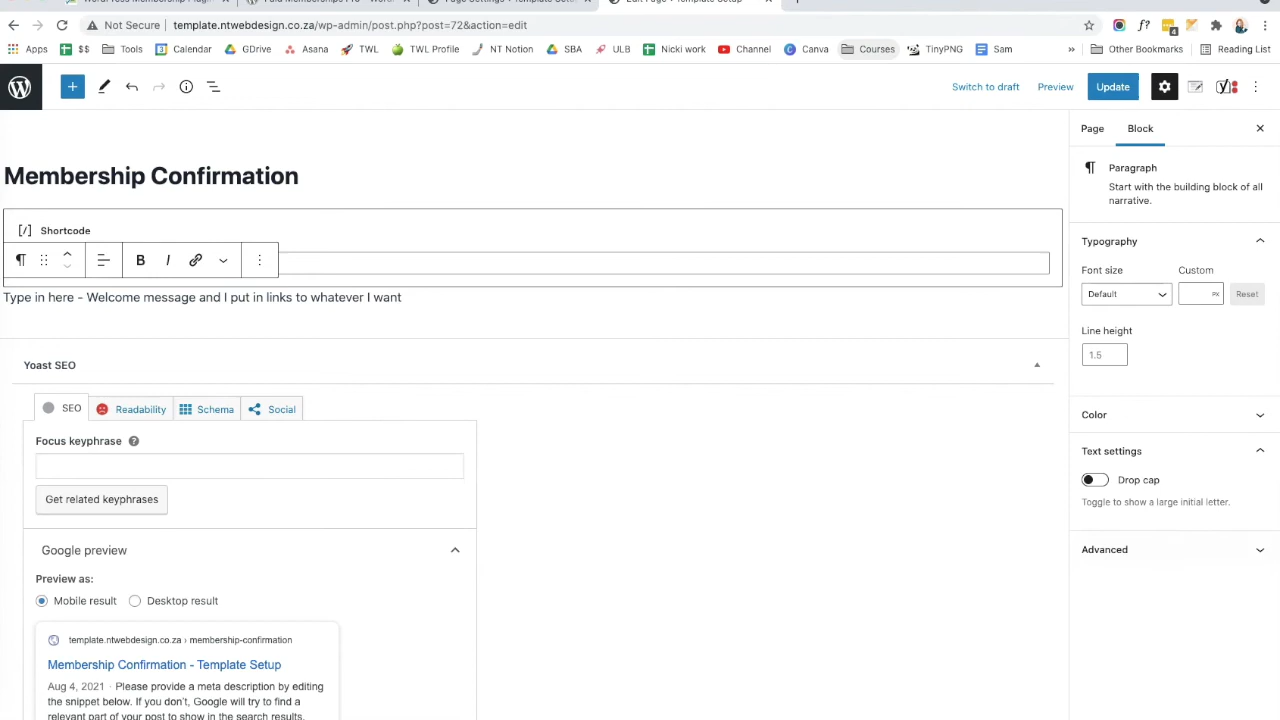 Not Secure template.ntwebdesign.co.za/wp-admin/post.php?post=72&action=edit
Apps $$ Tools Calendar GDrive Asana TWL TWL Profile NT Notion SBA ULB Nicki work YouTube Canva Courses TinyPNG Sam » Other Bookmarks Reading List
Switch to draft Preview Update
Page Block
Membership Confirmation
[/] Shortcode
B I
Type in here - Welcome message and I put in links to whatever I want
Paragraph
Start with the building block of all
narrative.
Typography
Font size Custom
Default PX Reset
Line height
1.5
Color
Text settings
Drop cap
Toggle to show a large initial letter.
Advanced
Yoast SEO
SEO Readability Schema Social
Focus keyphrase ?
Get related keyphrases
Google preview
Preview as:
Mobile result Desktop result
template.ntwebdesign.co.za › membership-confirmation
Membership Confirmation - Template Setup
Aug 4, 2021 · Please provide a meta description by editing
the snippet below. If you don't, Google will try to find a
relevant part of your post to show in the search results.